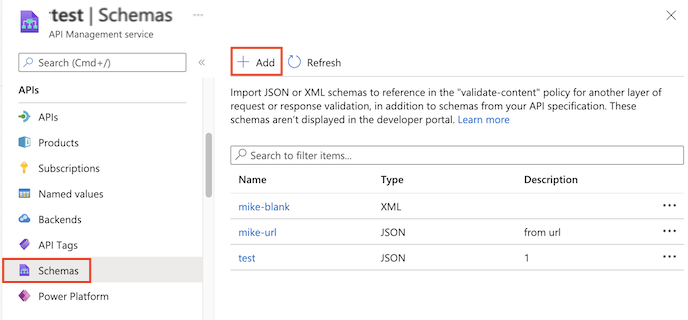 test | Schemas ...
API Management service
Search (Cmd+/)
«
APIs
APIs
Products
Subscriptions
Named values
Backends
API Tags
Schemas
Power Platform
Add
Refresh
Import JSON or XML schemas to reference in the "validate-content" policy for another layer of
request or response validation, in addition to schemas from your API specification. These
schemas aren't displayed in the developer portal. Learn more
Search to filter items...
Name Type Description
mike-blank XML ...
mike-url JSON from url ...
test JSON 1 ...